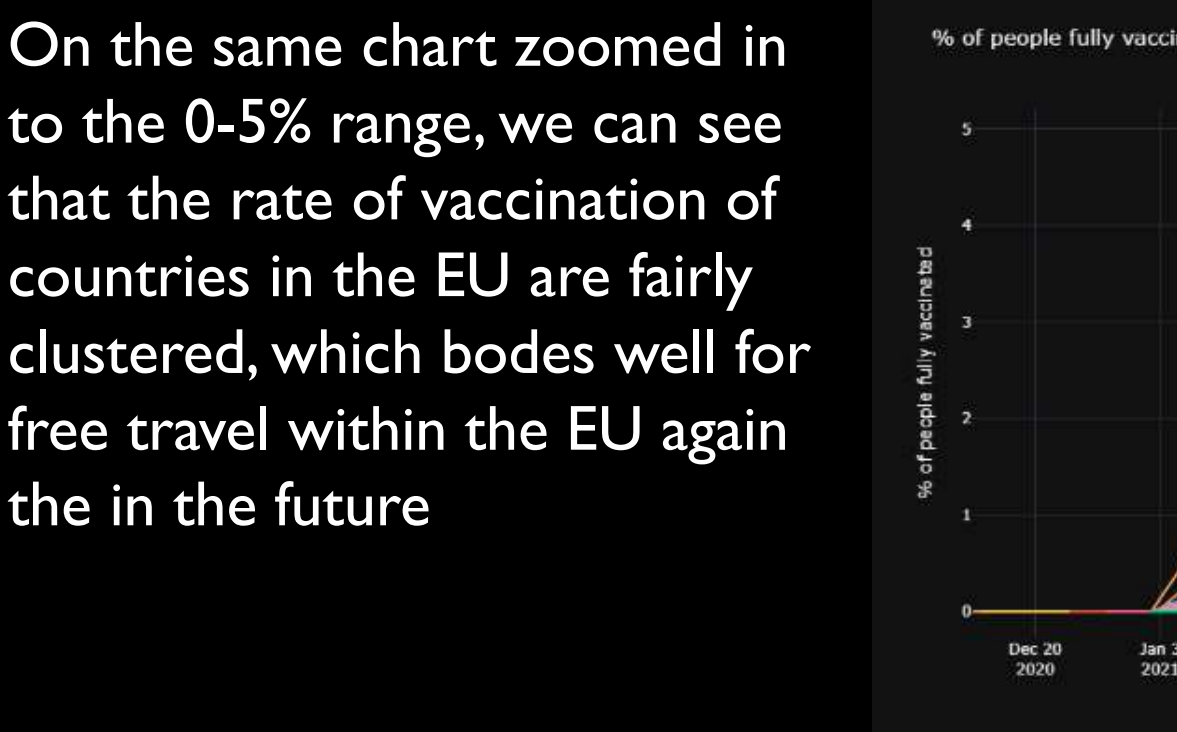 On the same chart zoomed in
to the 0-5% range, we can see
that the rate of vaccination of
countries in the EU are fairly
clustered, which bodes well for
free travel within the EU again
the in the future
% of people fully
5
4
% of people fully vaccinated
3
2
1
0
Dec 20
2020
Jan
2021